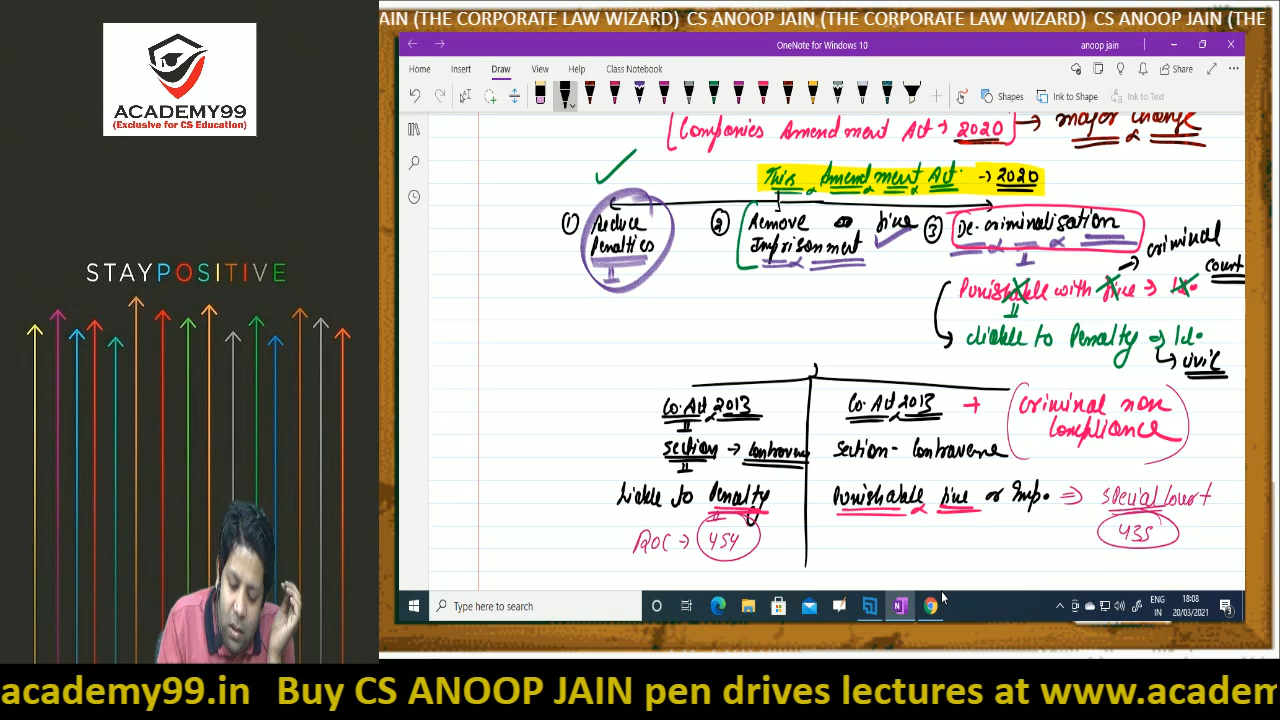 JAIN (THE CORPORATE LAW WIZARD) CS ANOOP JAIN (THE CORPORATE LAW WIZARD) CS ANOOP JAIN (THE
ACADEMY99
(Exclusive for CS Education)
STAYPOSITIVE
OneNote for Windows 10
anoop jain
Home Insert Draw View Help Class Notebook
Share
Shapes Ink to Shape Ink to Text
Companies Amendment Act → 2020 → major change
This Amendment Act → 2020
① Reduce Penalties
② Remove Imprisonment or fine
③ De-criminalisation
→ criminal court
Punishable with fine ⇒ 1d.
liable to Penalty ⇒ 1d.
→ civil
Co. Act 2013
Section → Contravene
liable to Penalty
ROC → 454
Co. Act 2013 + Criminal non Compliance
Section - Contravene
Punishable fine or Imp. ⇒ special court
435
Type here to search
ENG
IN
18:08
20/03/2021
3
academy99.in Buy CS ANOOP JAIN pen drives lectures at www.academ